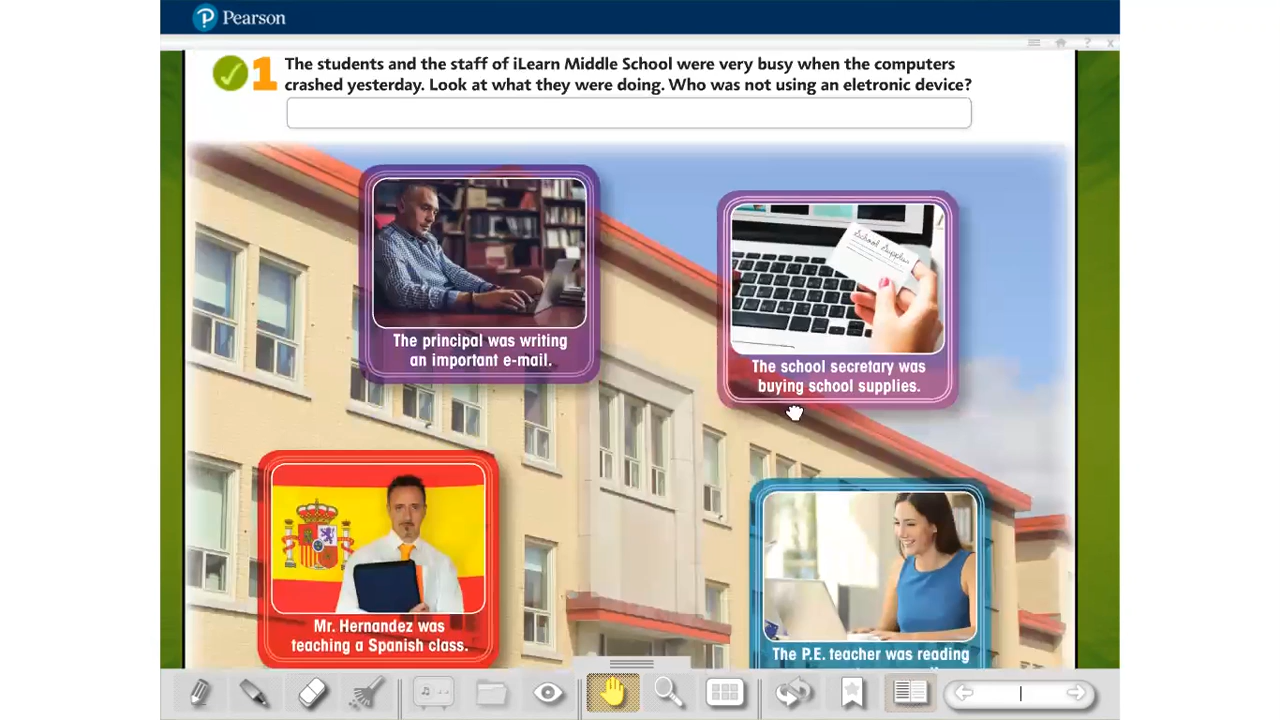 Pearson
1 The students and the staff of iLearn Middle School were very busy when the computers
crashed yesterday. Look at what they were doing. Who was not using an eletronic device?
School Supplies
The principal was writing
an important e-mail.
The school secretary was
buying school supplies.
Mr. Hernandez was
teaching a Spanish class.
The P.E. teacher was reading